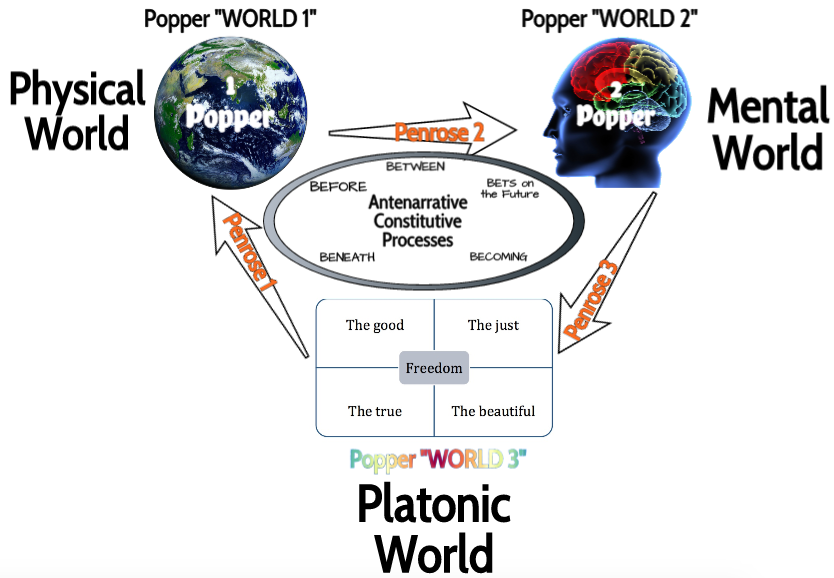 Popper "WORLD 1"
Popper "WORLD 2"
Physical
World
1
Popper
Penrose 2
2
Popper
Mental
World
BETWEEN
BEFORE
BETS on
the Future
Antenarrative
Constitutive
Processes
BENEATH
BECOMING
Penrose 1
Penrose 3
The good
The just
Freedom
The true
The beautiful
Popper "WORLD 3"
Platonic
World